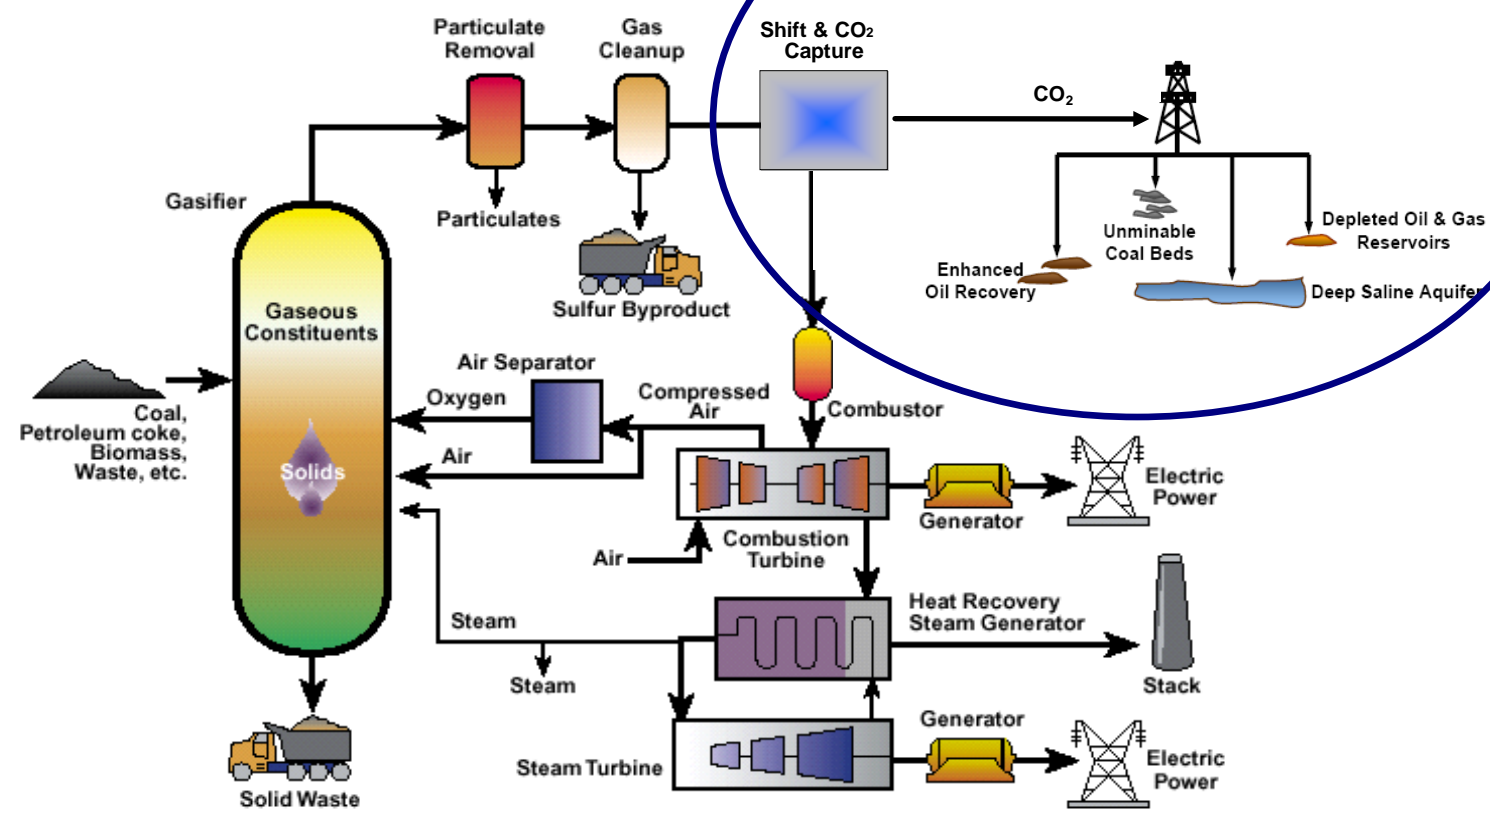 Particulate
Removal
Gas
Cleanup
Shift & CO₂
Capture
CO₂
Gasifier
Particulates
Sulfur Byproduct
Unminable
Coal Beds
Depleted Oil & Gas
Reservoirs
Enhanced
Oil Recovery
Deep Saline Aquifer
Gaseous
Constituents
Solids
Coal,
Petroleum coke,
Biomass,
Waste, etc.
Air Separator
Oxygen
Compressed
Air
Air
Combustor
Electric
Power
Generator
Combustion
Turbine
Air
Heat Recovery
Steam Generator
Steam
Steam
Stack
Generator
Steam Turbine
Electric
Power
Solid Waste